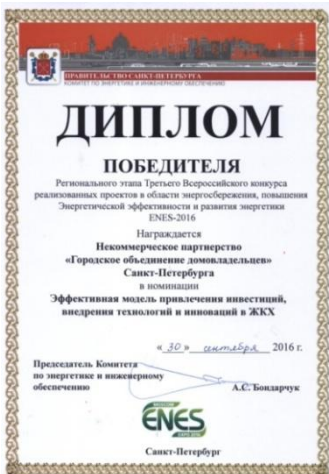 ПРАВИТЕЛЬСТВО САНКТ-ПЕТЕРБУРГА
КОМИТЕТ ПО ЭНЕРГЕТИКЕ И ИНЖЕНЕРНОМУ ОБЕСПЕЧЕНИЮ
ДИПЛОМ
ПОБЕДИТЕЛЯ
Регионального этапа Третьего Всероссийского конкурса
реализованных проектов в области энергосбережения, повышения
Энергетической эффективности и развития энергетики
ENES-2016
Награждается
Некоммерческое партнерство
«Городское объединение домовладельцев»
Санкт-Петербурга
в номинации
Эффективная модель привлечения инвестиций,
внедрения технологий и инноваций в ЖКХ
« 30 » сентября 2016 г.
Председатель Комитета
по энергетике и инженерному
обеспечению А.С. Бондарчук
ENES
Санкт-Петербург